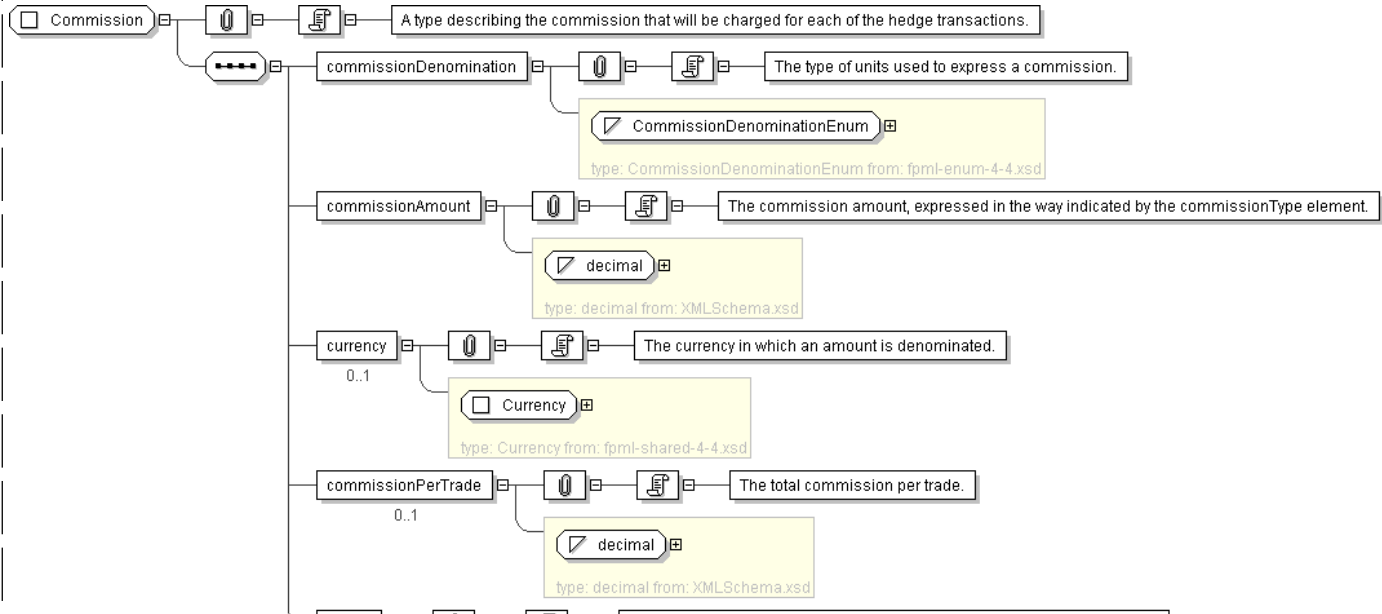 Commission
A type describing the commission that will be charged for each of the hedge transactions.
commissionDenomination
The type of units used to express a commission.
CommissionDenominationEnum
type: CommissionDenominationEnum from: fpml-enum-4-4.xsd
commissionAmount
The commission amount, expressed in the way indicated by the commissionType element.
decimal
type: decimal from: XMLSchema.xsd
currency
The currency in which an amount is denominated.
0..1
Currency
type: Currency from: fpml-shared-4-4.xsd
commissionPerTrade
The total commission per trade.
0..1
decimal
type: decimal from: XMLSchema.xsd